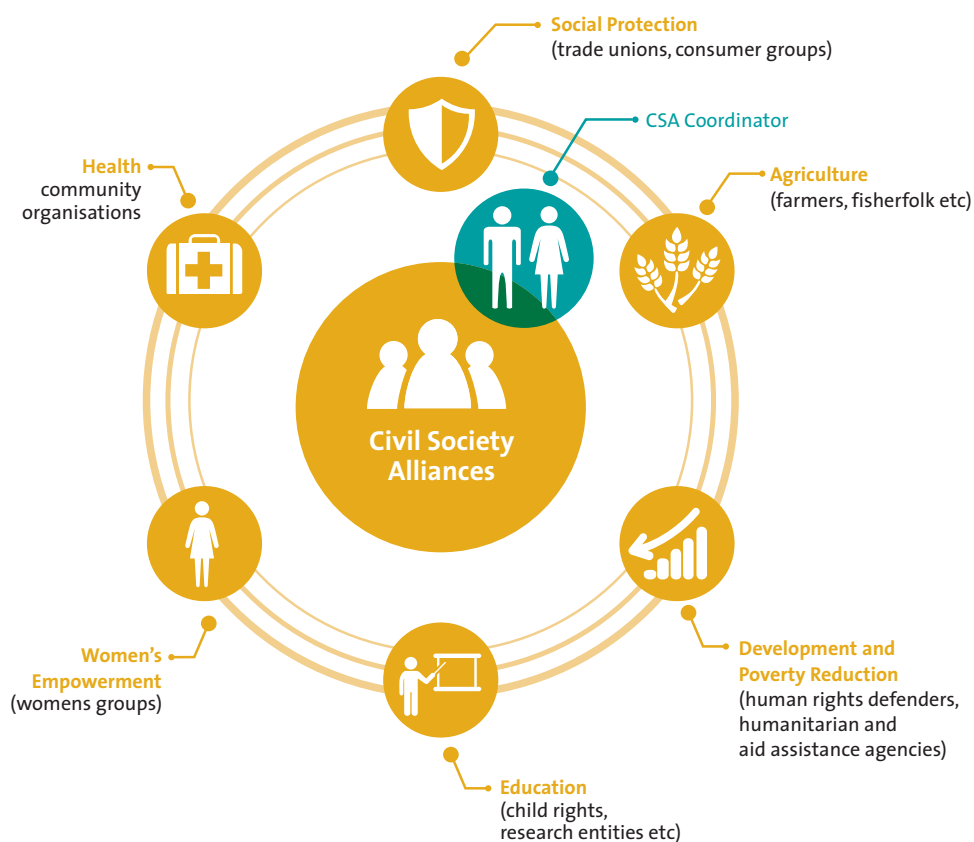 Social Protection
(trade unions, consumer groups)
CSA Coordinator
Health
community
organisations
Agriculture
(farmers, fisherfolk etc)
Civil Society
Alliances
Women's
Empowerment
(womens groups)
Development and
Poverty Reduction
(human rights defenders,
humanitarian and
aid assistance agencies)
Education
(child rights,
research entities etc)